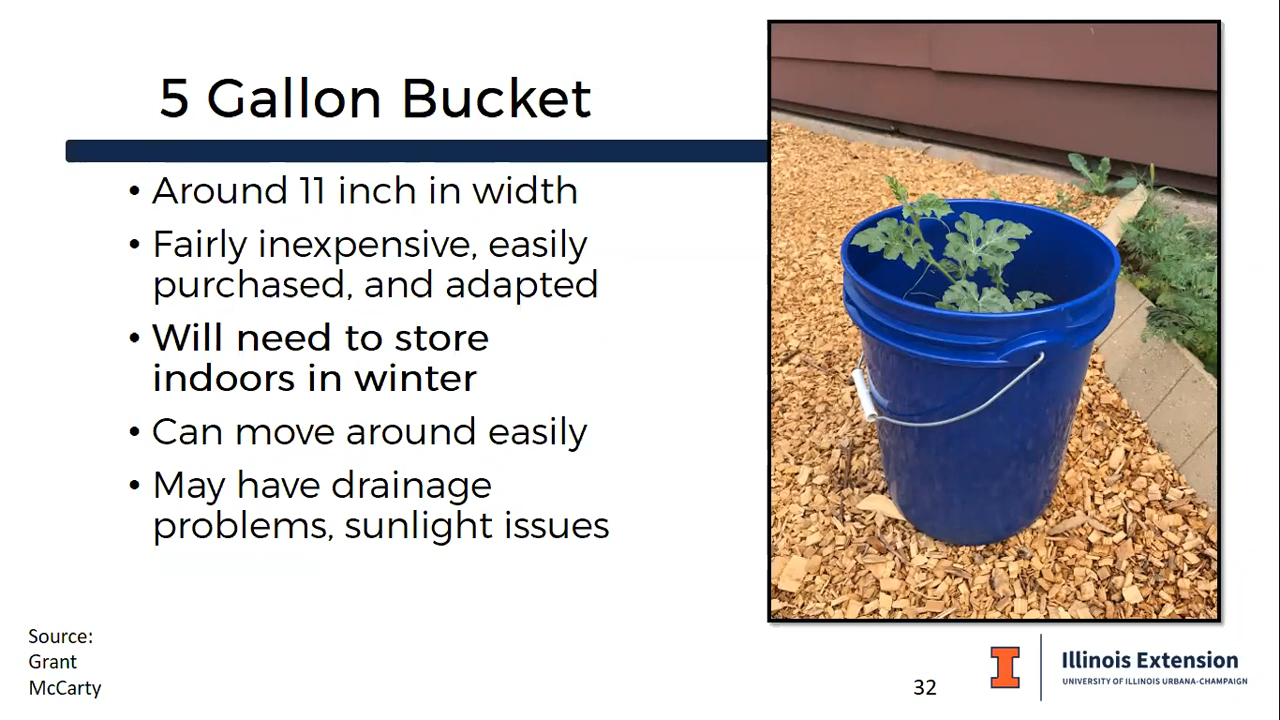 5 Gallon Bucket
• Around 11 inch in width
• Fairly inexpensive, easily
purchased, and adapted
• Will need to store
indoors in winter
• Can move around easily
• May have drainage
problems, sunlight issues
Source:
Grant
McCarty
32
I
Illinois Extension
UNIVERSITY OF ILLINOIS URBANA-CHAMPAIGN